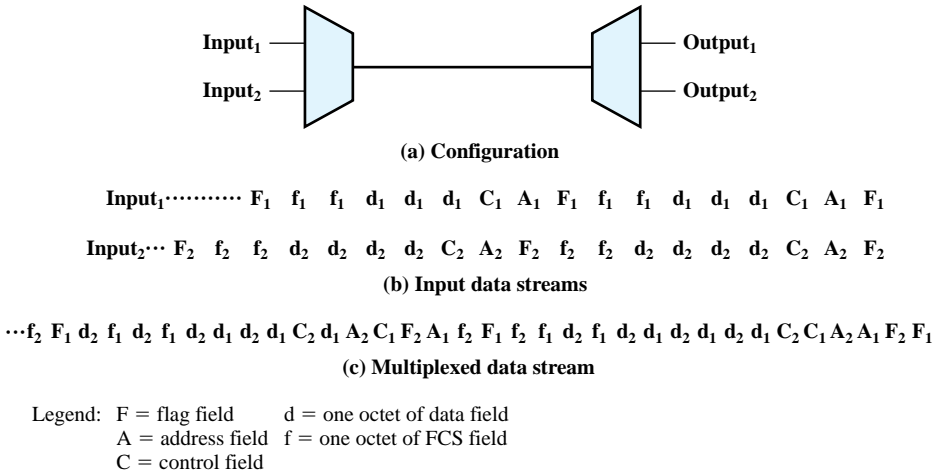 Input₁ Output₁
Input₂ Output₂
(a) Configuration
Input₁··········· F₁ f₁ f₁ d₁ d₁ d₁ C₁ A₁ F₁ f₁ f₁ d₁ d₁ d₁ C₁ A₁ F₁
Input₂··· F₂ f₂ f₂ d₂ d₂ d₂ d₂ C₂ A₂ F₂ f₂ f₂ d₂ d₂ d₂ d₂ C₂ A₂ F₂
(b) Input data streams
···f₂ F₁ d₂ f₁ d₂ f₁ d₂ d₁ d₂ d₁ C₂ d₁ A₂ C₁ F₂ A₁ f₂ F₁ f₂ f₁ d₂ f₁ d₂ d₁ d₂ d₁ d₂ d₁ C₂ C₁ A₂ A₁ F₂ F₁
(c) Multiplexed data stream
Legend: F = flag field d = one octet of data field
A = address field f = one octet of FCS field
C = control field